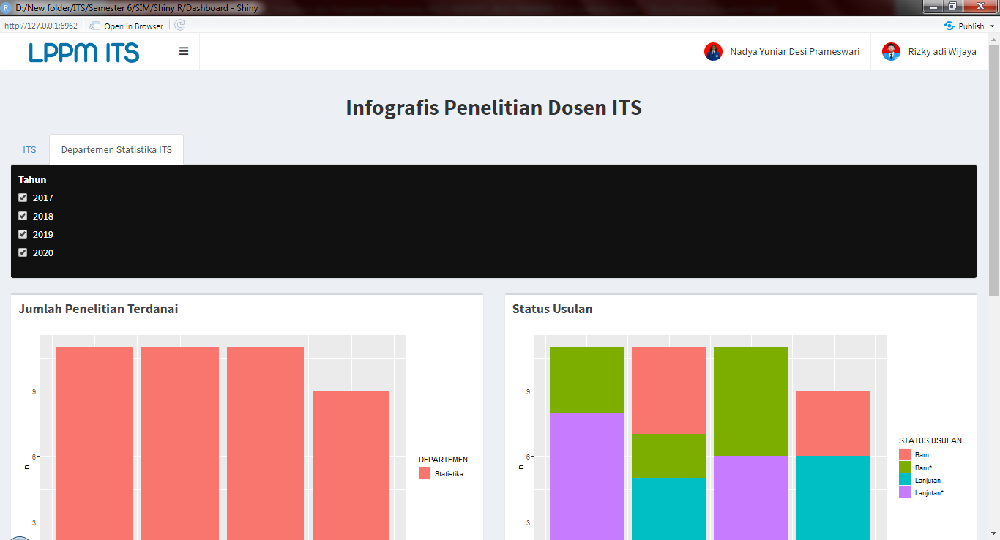 D:/New folder/ITS/Semester 6/SIM/Shiny R/Dashboard - Shiny
http://127.0.0.1:6962 Open in Browser Publish
LPPM ITS Nadya Yuniar Desi Prameswari Rizky adi Wijaya
Infografis Penelitian Dosen ITS
ITS Departemen Statistika ITS
Tahun
2017
2018
2019
2020
Jumlah Penelitian Terdanai
9
6
3
n
DEPARTEMEN
Statistika
Status Usulan
9
6
3
n
STATUS USULAN
Baru
Baru*
Lanjutan
Lanjutan*